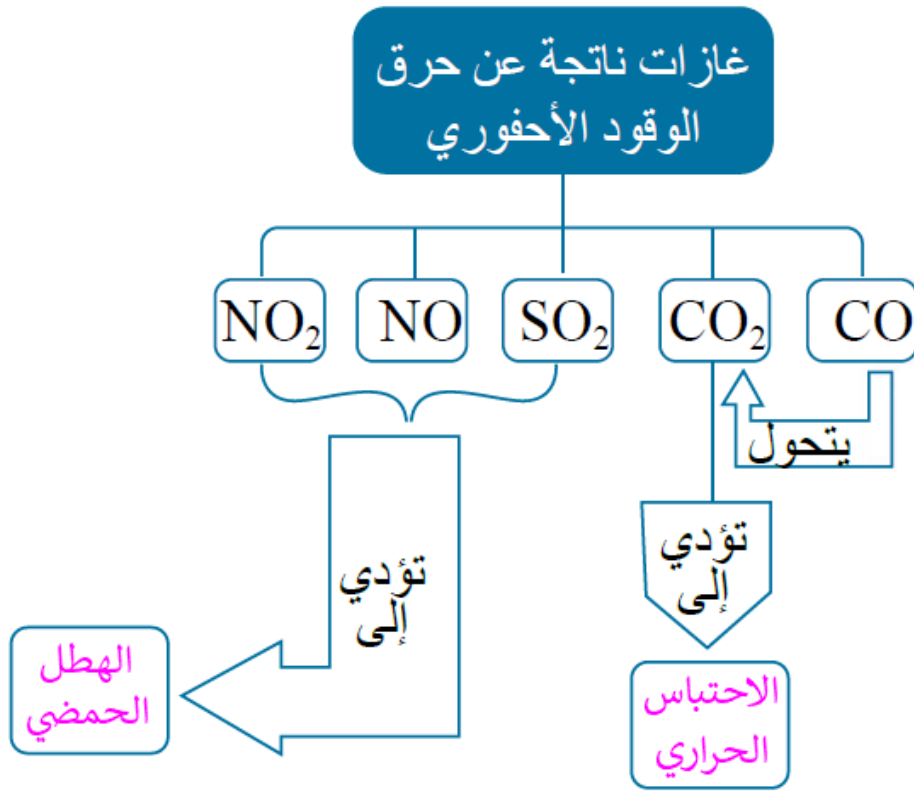 غازات ناتجة عن حرق
الوقود الأحفوري
CO
CO₂
SO₂
NO
NO₂
يتحول
تؤدي
إلى
تؤدي
إلى
الاحتباس
الحراري
الهطل
الحمضي